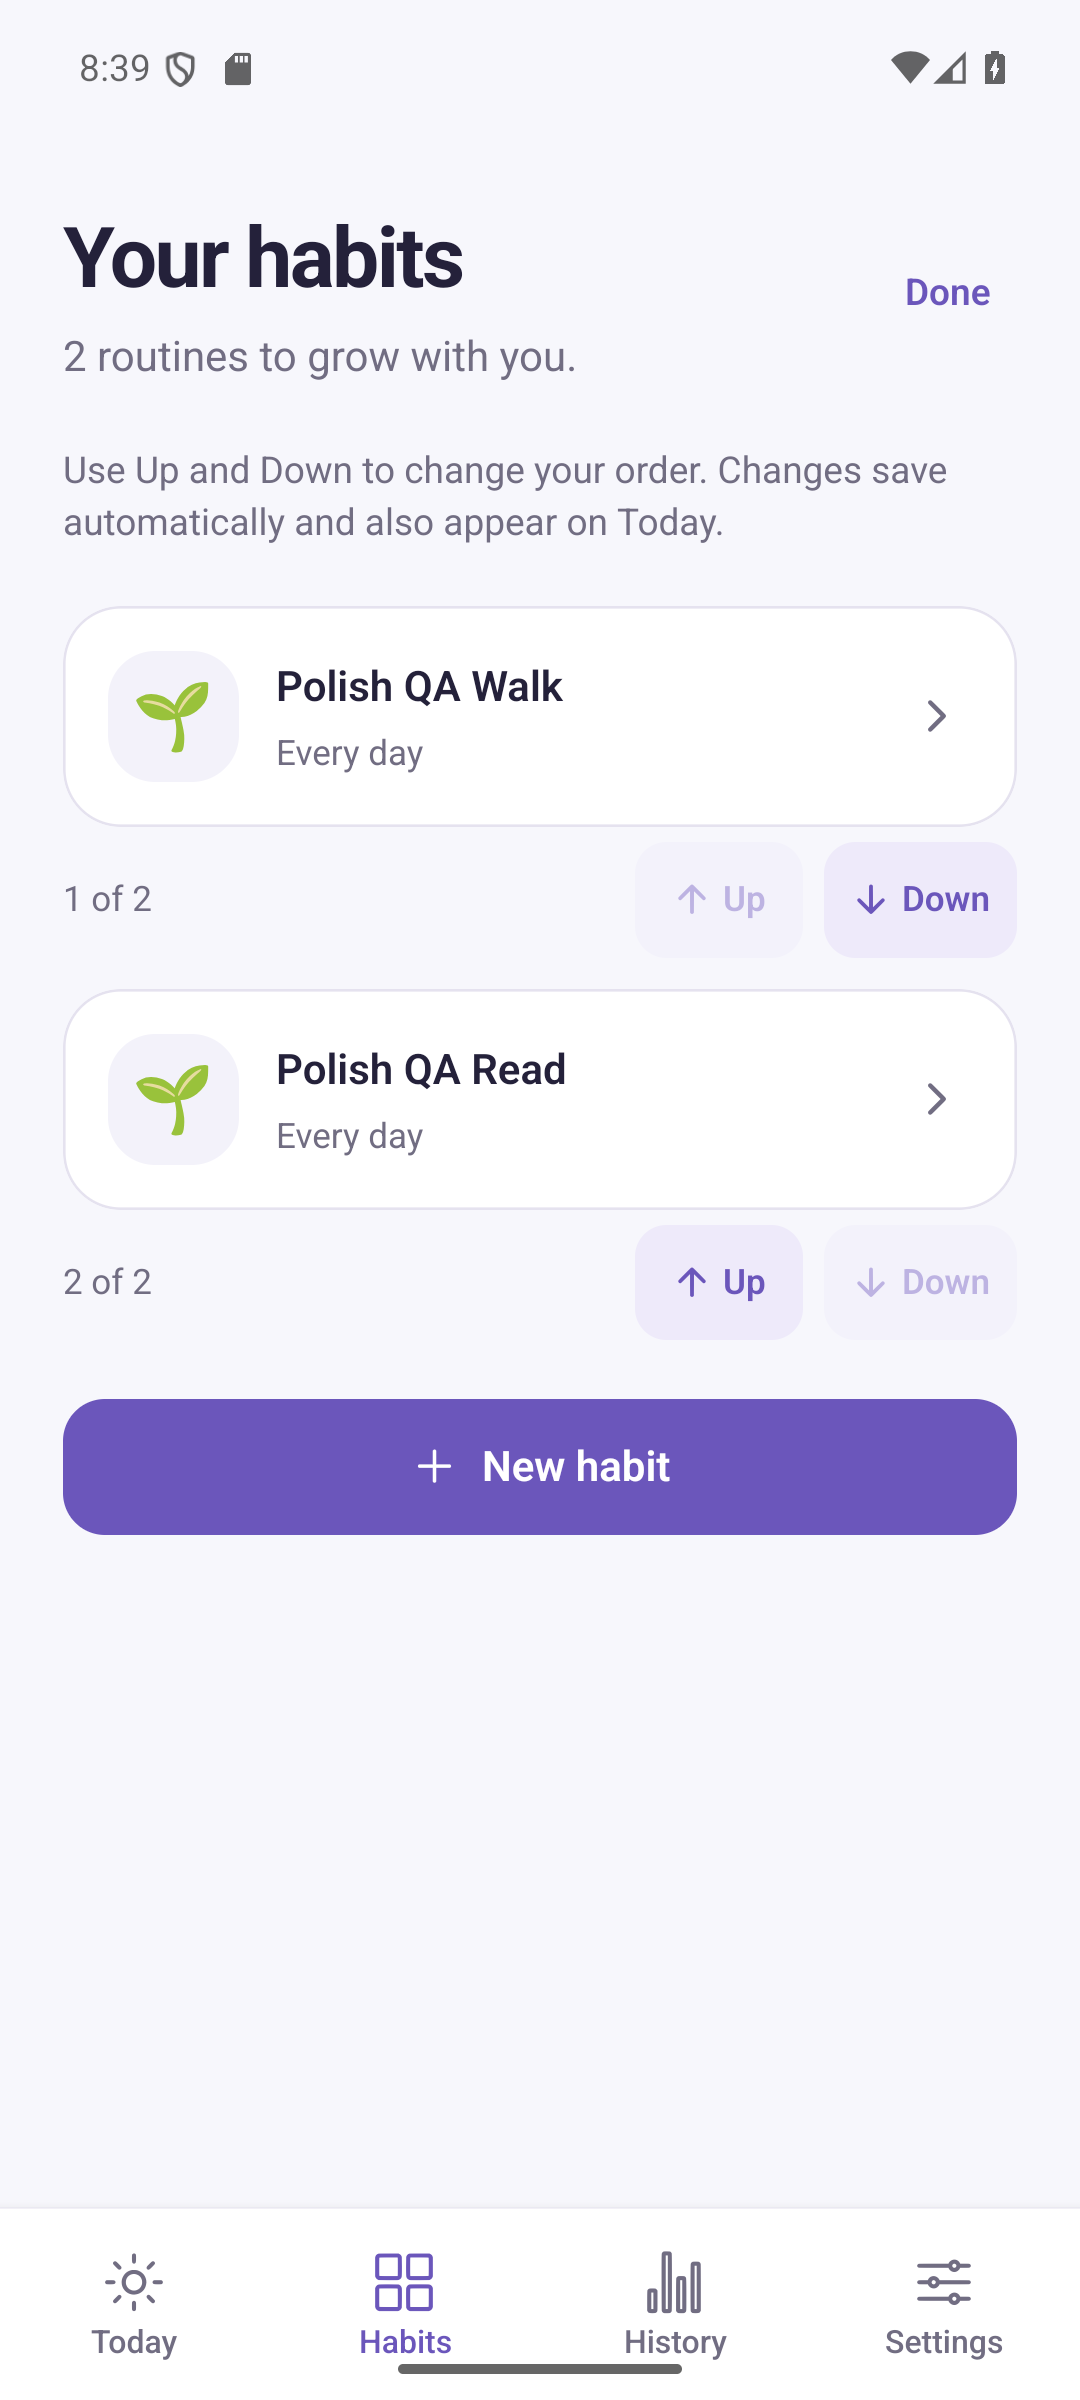 8:39
Your habits
Done
2 routines to grow with you.
Use Up and Down to change your order. Changes save
automatically and also appear on Today.
Polish QA Walk
Every day
1 of 2
Up
Down
Polish QA Read
Every day
2 of 2
Up
Down
New habit
Today
Habits
History
Settings